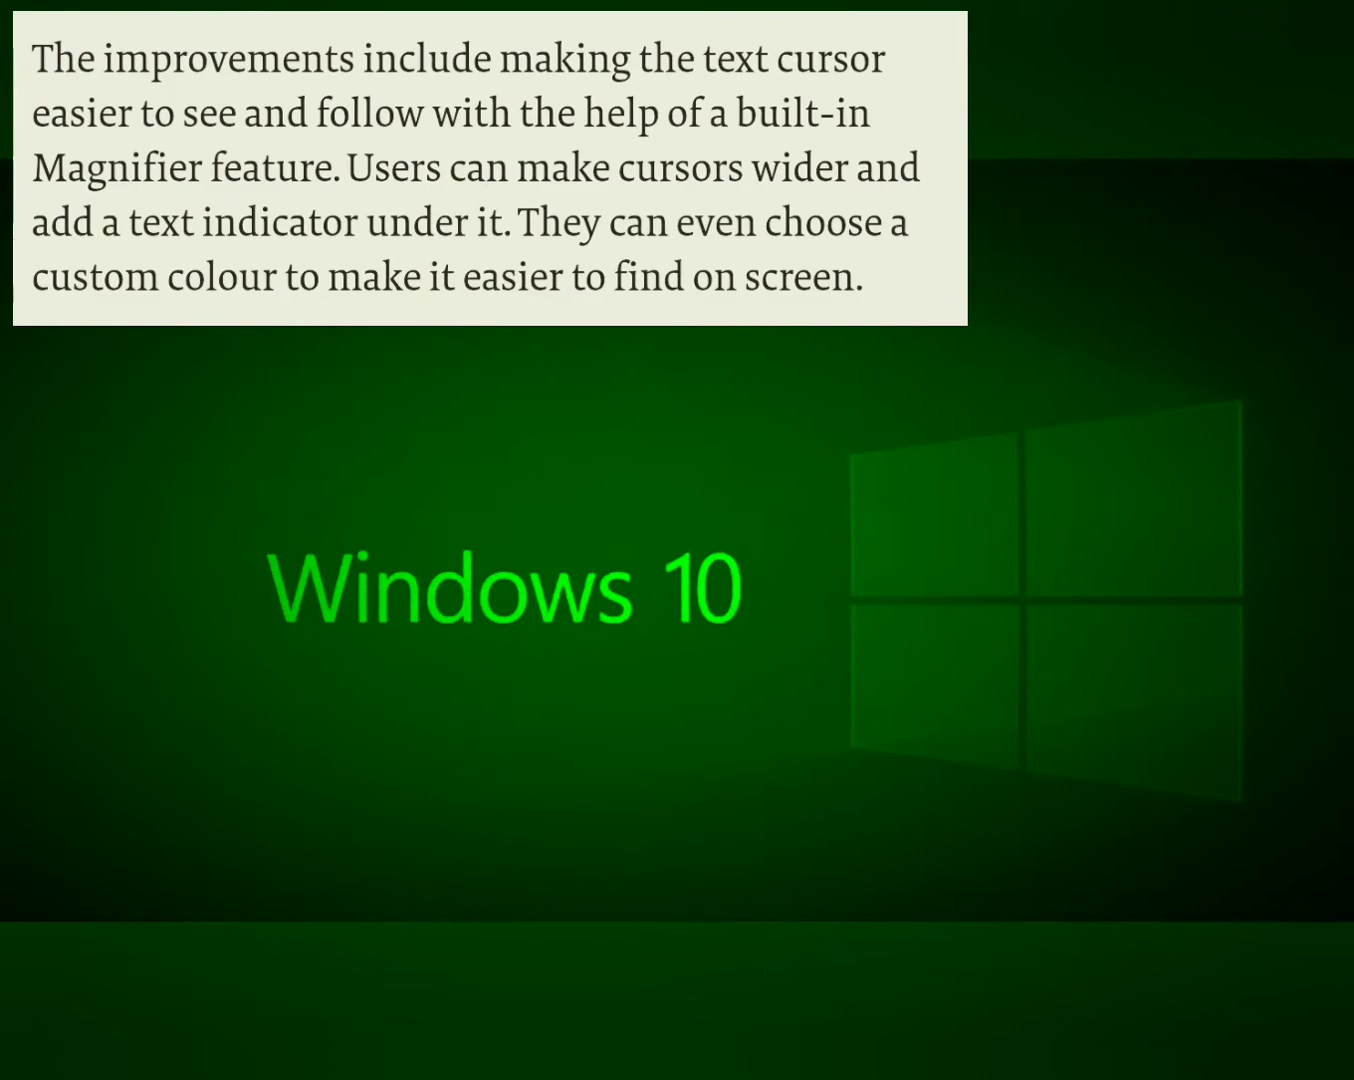 The improvements include making the text cursor
easier to see and follow with the help of a built-in
Magnifier feature. Users can make cursors wider and
add a text indicator under it. They can even choose a
custom colour to make it easier to find on screen.
Windows 10